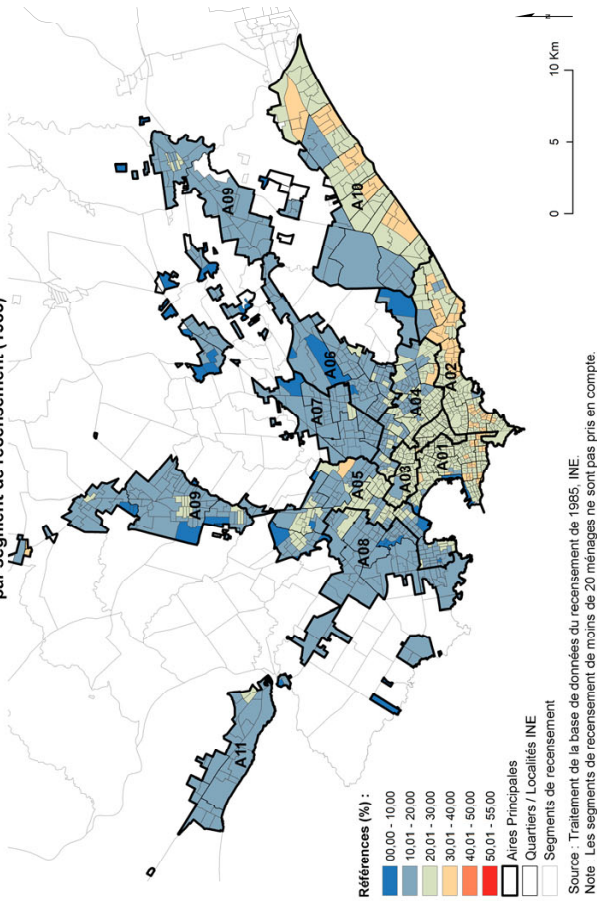 par segment de recensement (1985)
A09
A09
A10
A06
A07
A04
A02
A01
A03
A05
A08
A11
N
0 5 10 Km
Références (%) :
00,00 - 10.00
10,01 - 20.00
20,01 - 30.00
30,01 - 40.00
40,01 - 50.00
50,01 - 55.00
Aires Principales
Quartiers / Localités INE
Segments de recensement
Source : Traitement de la base de données du recensement de 1985, INE.
Note Les segments de recensement de moins de 20 ménages ne sont pas pris en compte.